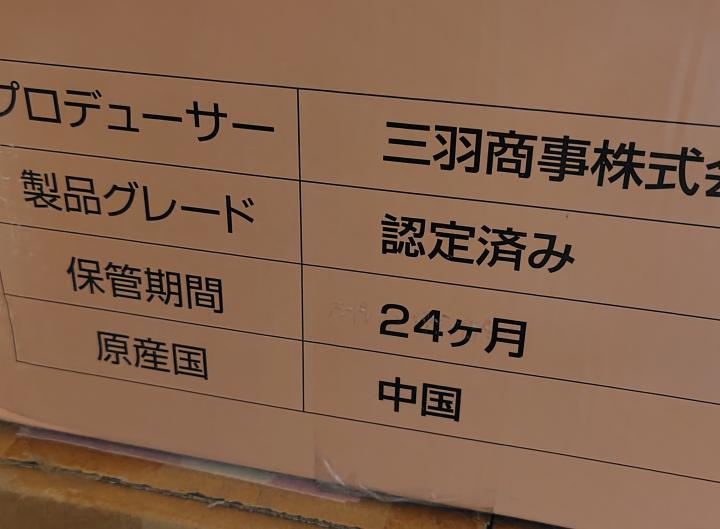 プロデューサー 三羽商事株式会
製品グレード 認定済み
保管期間 24ヶ月
原産国 中国